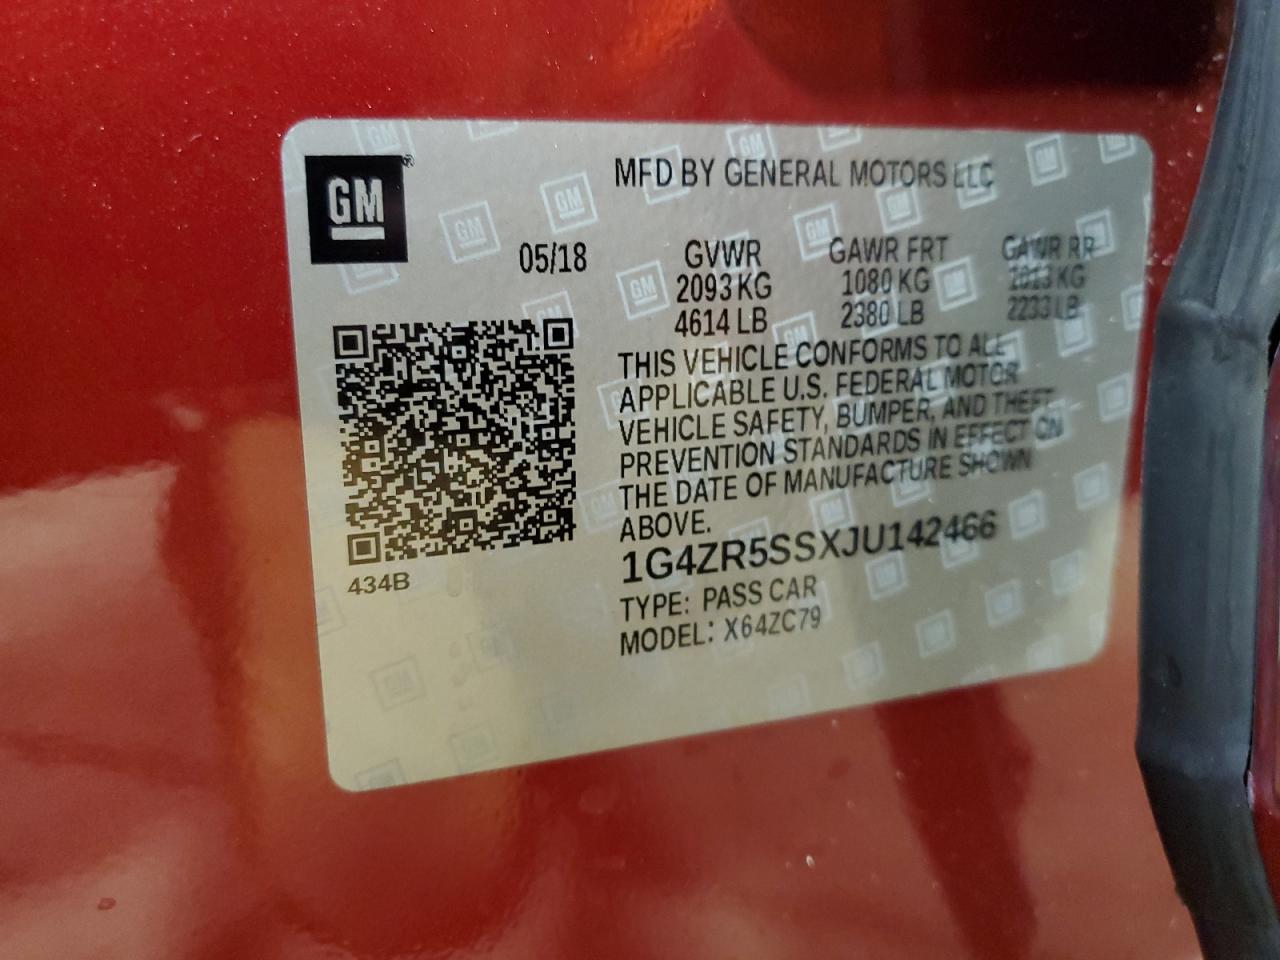 GM
MFD BY GENERAL MOTORS LLC
05/18 GVWR GAWR FRT GAWR RR
2093 KG 1080 KG 1013 KG
4614 LB 2380 LB 2233 LB
THIS VEHICLE CONFORMS TO ALL
APPLICABLE U.S. FEDERAL MOTOR
VEHICLE SAFETY, BUMPER, AND THEFT
PREVENTION STANDARDS IN EFFECT ON
THE DATE OF MANUFACTURE SHOWN
ABOVE.
1G4ZR5SSXJU142466
TYPE: PASS CAR
MODEL: X64ZC79
434B